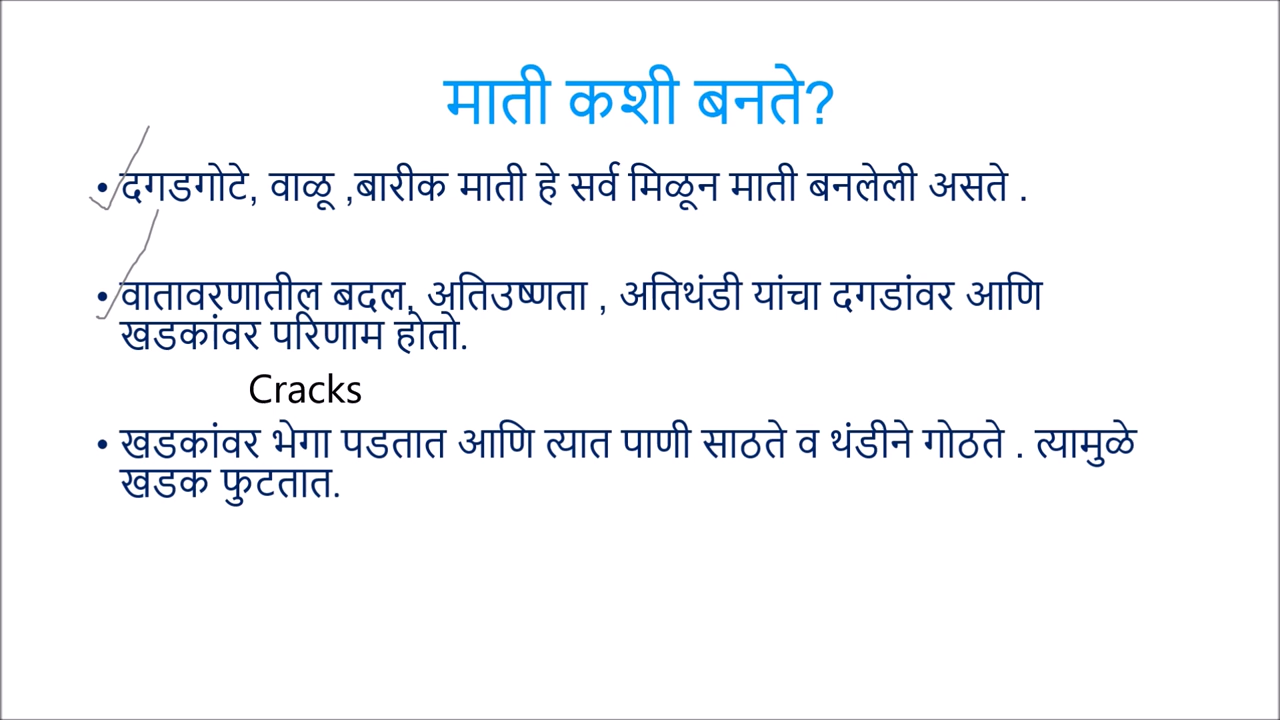 माती कशी बनते?
• दगडगोटे, वाळू ,बारीक माती हे सर्व मिळून माती बनलेली असते .
• वातावरणातील बदल, अतिउष्णता , अतिथंडी यांचा दगडांवर आणि
खडकांवर परिणाम होतो.
Cracks
• खडकांवर भेगा पडतात आणि त्यात पाणी साठते व थंडीने गोठते . त्यामुळे
खडक फुटतात.